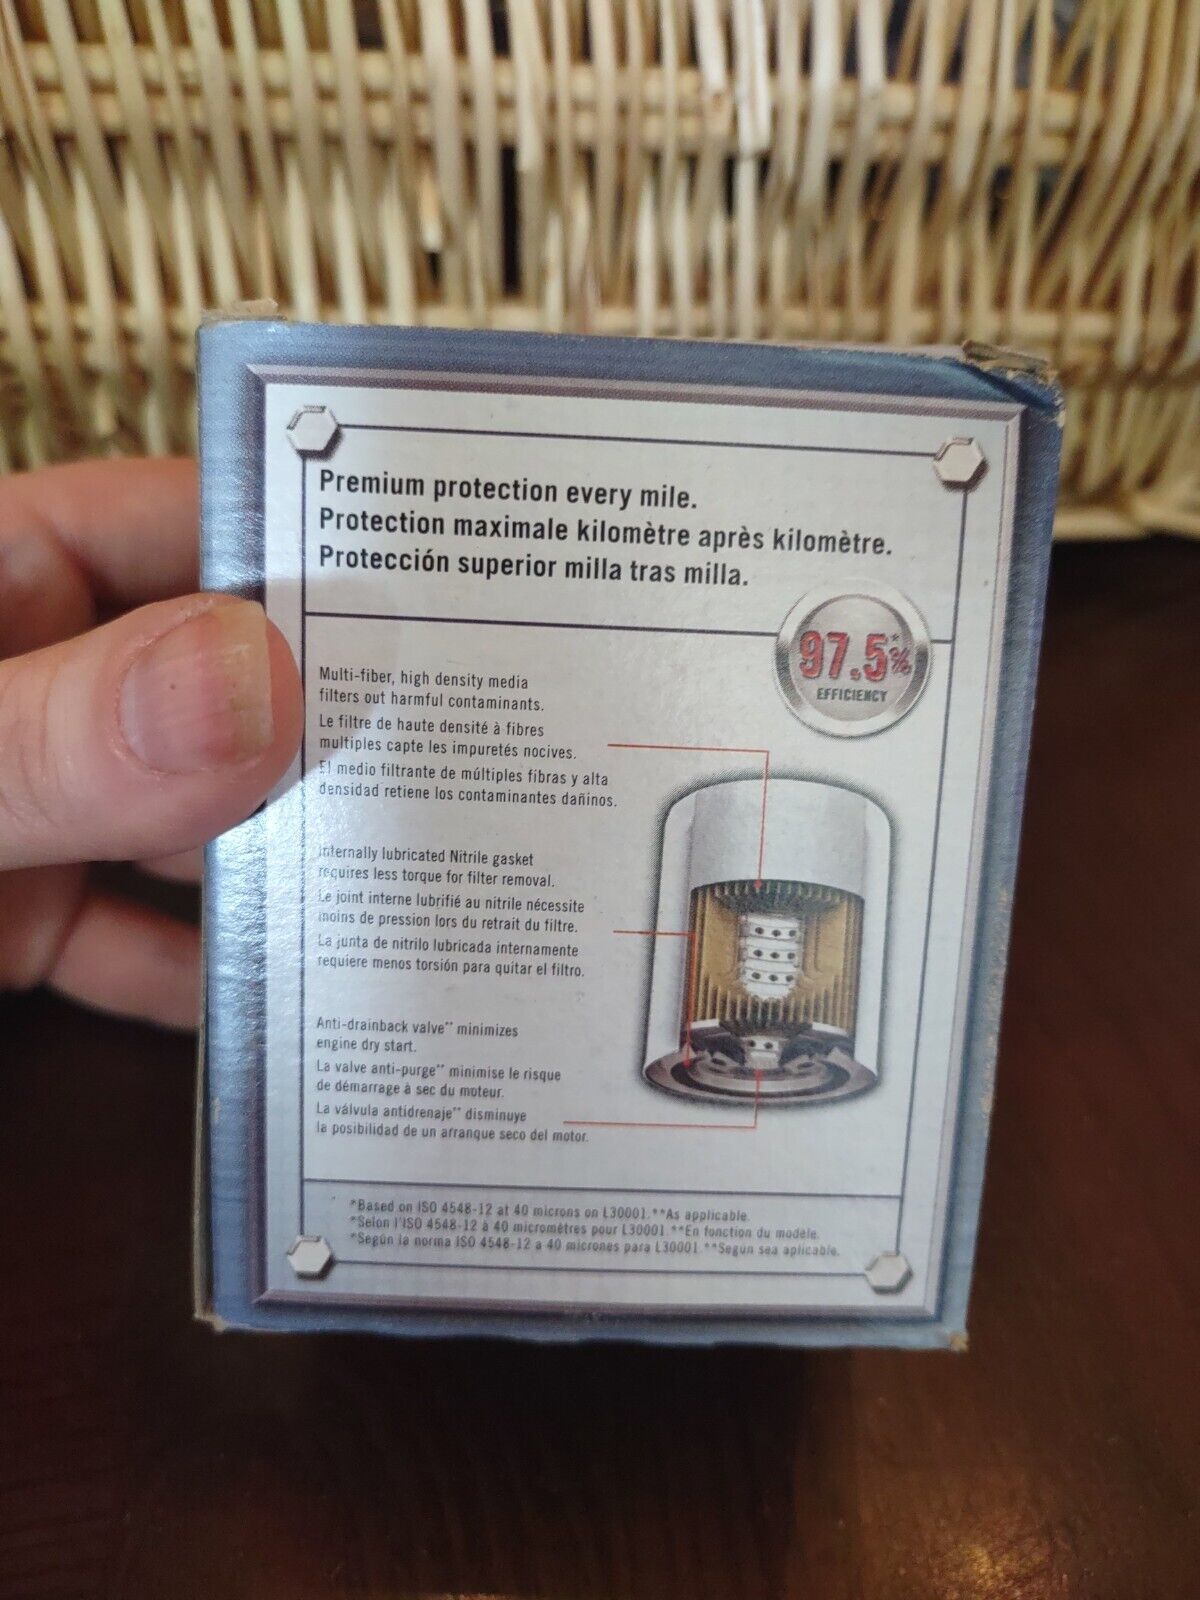 Premium protection every mile.
Protection maximale kilomètre après kilomètre.
Protección superior milla tras milla.
97.5*%
EFFICIENCY
Multi-fiber, high density media
filters out harmful contaminants.
Le filtre de haute densité à fibres
multiples capte les impuretés nocives.
El medio filtrante de múltiples fibras y alta
densidad retiene los contaminantes dañinos.
Internally lubricated Nitrile gasket
requires less torque for filter removal.
Le joint interne lubrifié au nitrile nécessite
moins de pression lors du retrait du filtre.
La junta de nitrilo lubricada internamente
requiere menos torsión para quitar el filtro.
Anti-drainback valve** minimizes
engine dry start.
La valve anti-purge** minimise le risque
de démarrage à sec du moteur.
La válvula antidrenaje** disminuye
la posibilidad de un arranque seco del motor.
*Based on ISO 4548-12 at 40 microns on L30001.**As applicable.
*Selon l'ISO 4548-12 à 40 micromètres pour L30001.**En fonction du modèle.
*Según la norma ISO 4548-12 a 40 micrones para L30001.**Según sea aplicable.